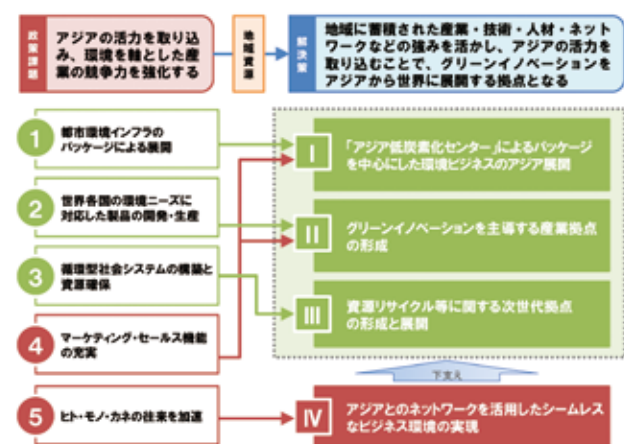 政策課題
アジアの活力を取り込
み、環境を軸とした産
業の競争力を強化する
地域資源
解決策
地域に蓄積された産業・技術・人材・ネット
ワークなどの強みを活かし、アジアの活力を
取り込むことで、グリーンイノベーションを
アジアから世界に展開する拠点となる
1
都市環境インフラの
パッケージによる展開
2
世界各国の環境ニーズに
対応した製品の開発・生産
3
循環型社会システムの構築と
資源確保
4
マーケティング・セールス機能
の充実
5
ヒト・モノ・カネの往来を加速
I
「アジア低炭素化センター」によるパッケージ
を中心にした環境ビジネスのアジア展開
II
グリーンイノベーションを主導する産業拠点
の形成
III
資源リサイクル等に関する次世代拠点
の形成と展開
下支え
IV
アジアとのネットワークを活用したシームレス
なビジネス環境の実現